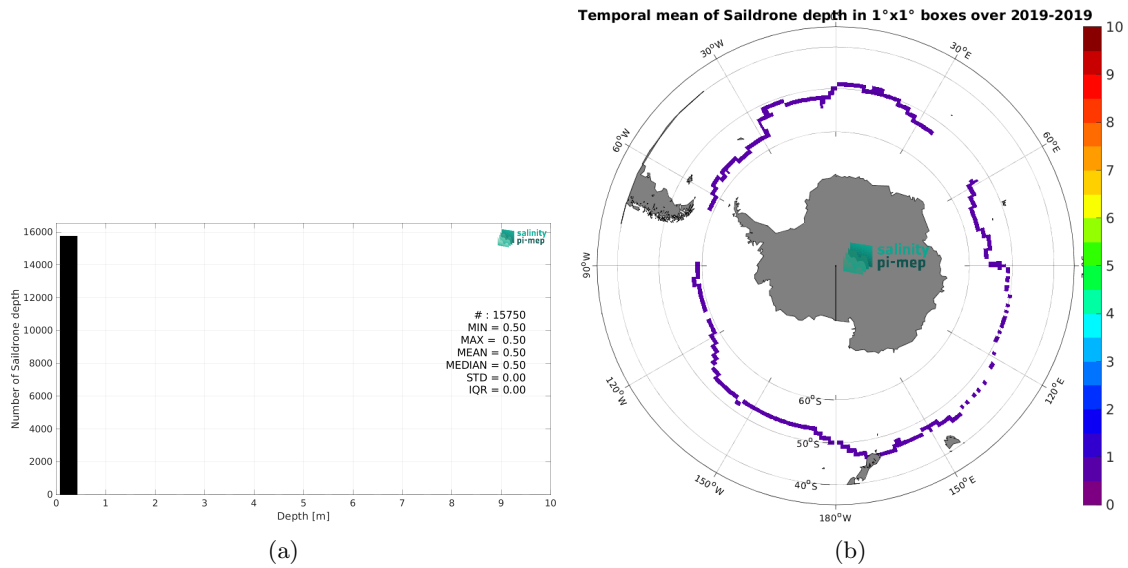 Temporal mean of Saildrone depth in 1°x1° boxes over 2019-2019
16000
14000
12000
10000
8000
6000
4000
2000
0
Number of Saildrone depth
salinity
pi-mep
# : 15750
MIN = 0.50
MAX = 0.50
MEAN = 0.50
MEDIAN = 0.50
STD = 0.00
IQR = 0.00
0 1 2 3 4 5 6 7 8 9 10
Depth [m]
(a)
30°W
30°E
60°W
60°E
90°W
salinity
pi-mep
120°W
120°E
60°S
50°S
40°S
150°W
150°E
180°W
10
9
8
7
6
5
4
3
2
1
0
(b)